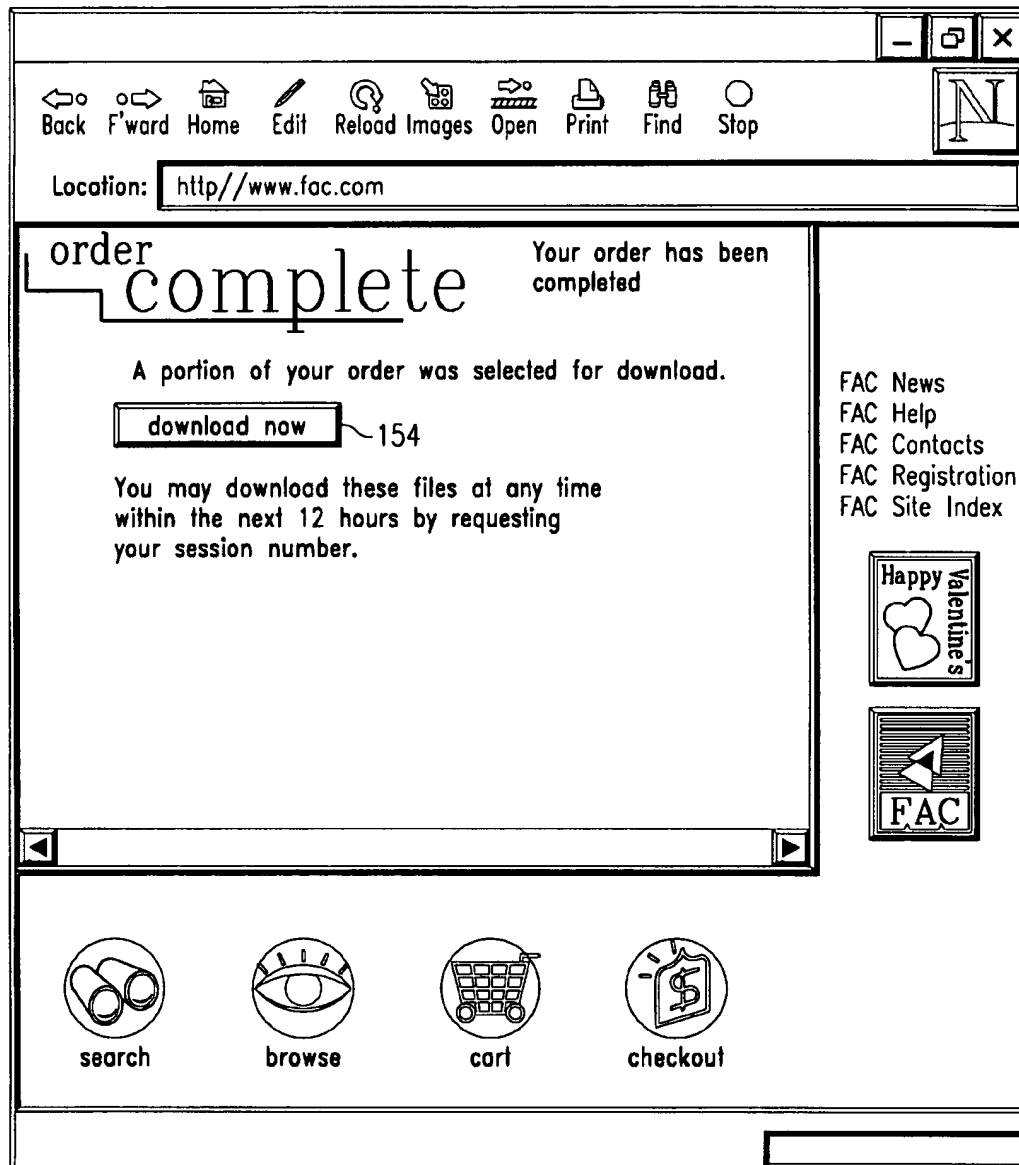 Back F'ward Home Edit Reload Images Open Print Find Stop
N
Location: http//www.fac.com
order
complete
Your order has been
completed
A portion of your order was selected for download.
download now
154
You may download these files at any time
within the next 12 hours by requesting
your session number.
FAC News
FAC Help
FAC Contacts
FAC Registration
FAC Site Index
Happy
Valentine's
FAC
$
search browse cart checkout